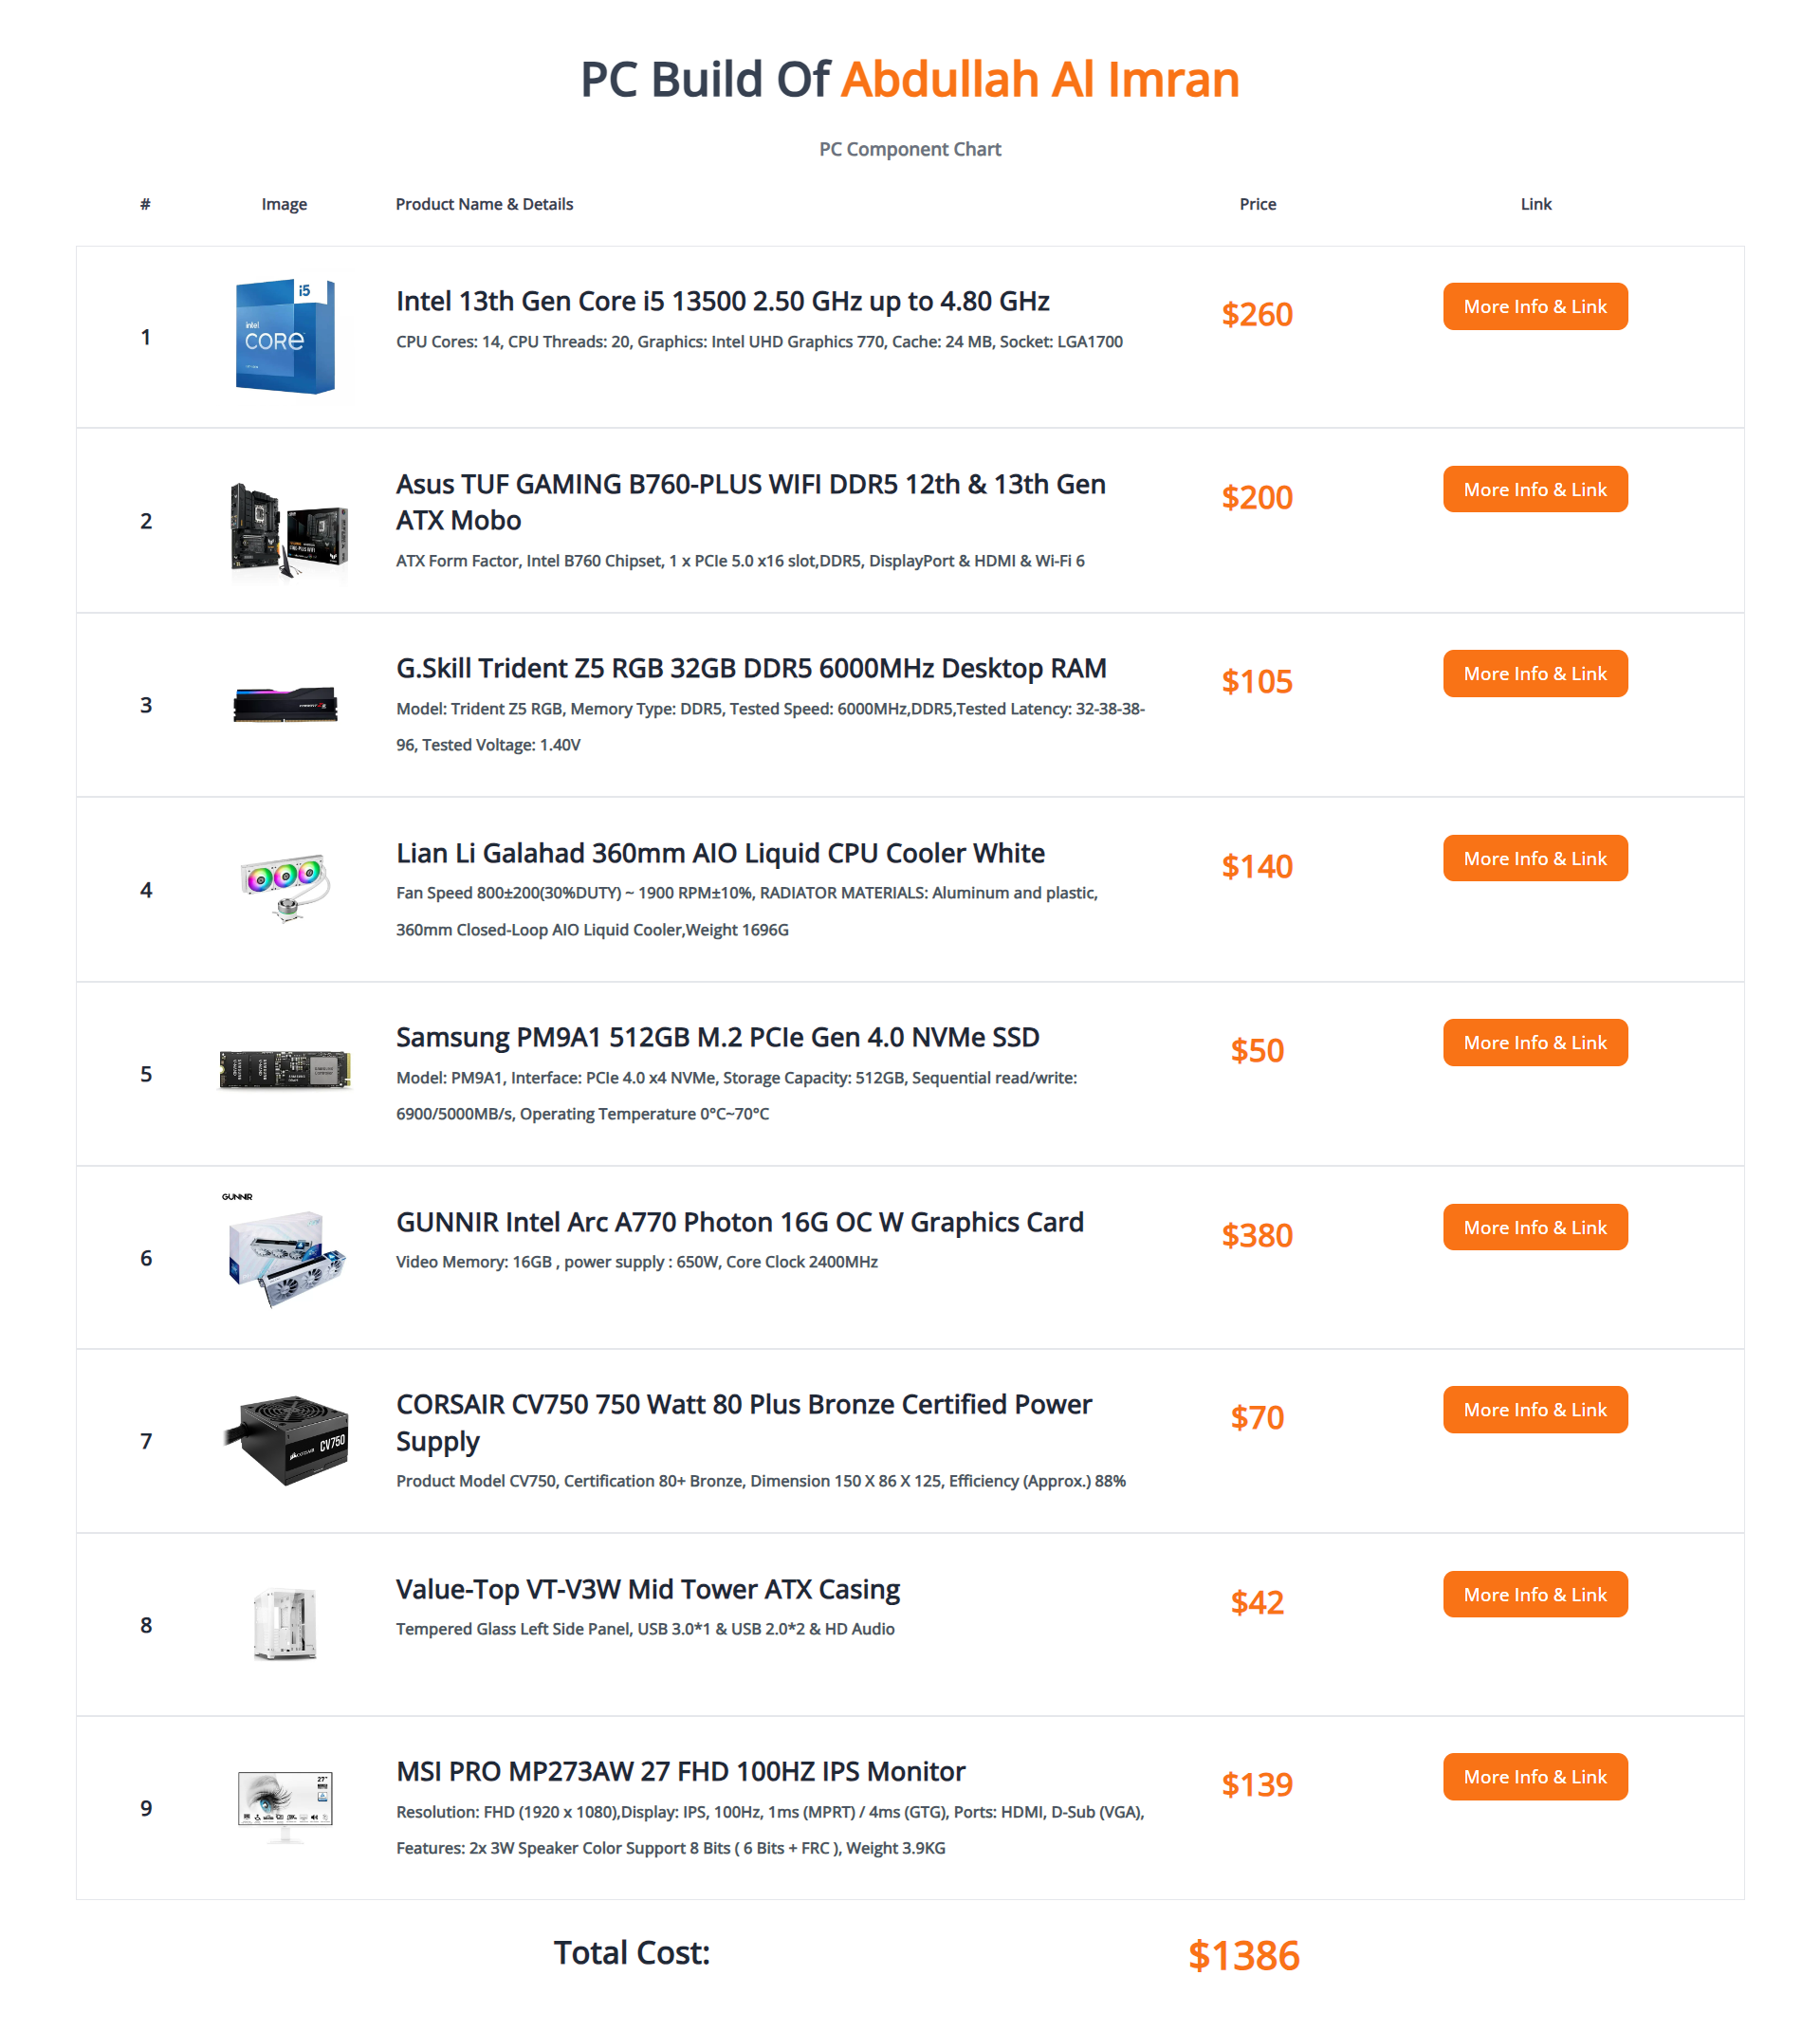 PC Build Of Abdullah Al Imran
PC Component Chart
# Image Product Name & Details Price Link
i5
intel
CORE
1
Intel 13th Gen Core i5 13500 2.50 GHz up to 4.80 GHz
CPU Cores: 14, CPU Threads: 20, Graphics: Intel UHD Graphics 770, Cache: 24 MB, Socket: LGA1700
$260
More Info & Link
2
Asus TUF GAMING B760-PLUS WIFI DDR5 12th & 13th Gen
ATX Mobo
ATX Form Factor, Intel B760 Chipset, 1 x PCIe 5.0 x16 slot,DDR5, DisplayPort & HDMI & Wi-Fi 6
$200
More Info & Link
3
G.Skill Trident Z5 RGB 32GB DDR5 6000MHz Desktop RAM
Model: Trident Z5 RGB, Memory Type: DDR5, Tested Speed: 6000MHz,DDR5,Tested Latency: 32-38-38-
96, Tested Voltage: 1.40V
$105
More Info & Link
4
Lian Li Galahad 360mm AIO Liquid CPU Cooler White
Fan Speed 800±200(30%DUTY) ~ 1900 RPM±10%, RADIATOR MATERIALS: Aluminum and plastic,
360mm Closed-Loop AIO Liquid Cooler,Weight 1696G
$140
More Info & Link
5
Samsung PM9A1 512GB M.2 PCIe Gen 4.0 NVMe SSD
Model: PM9A1, Interface: PCIe 4.0 x4 NVMe, Storage Capacity: 512GB, Sequential read/write:
6900/5000MB/s, Operating Temperature 0°C~70°C
$50
More Info & Link
GUNNIR
6
GUNNIR Intel Arc A770 Photon 16G OC W Graphics Card
Video Memory: 16GB , power supply : 650W, Core Clock 2400MHz
$380
More Info & Link
7
CV750
CORSAIR CV750 750 Watt 80 Plus Bronze Certified Power
Supply
Product Model CV750, Certification 80+ Bronze, Dimension 150 X 86 X 125, Efficiency (Approx.) 88%
$70
More Info & Link
8
Value-Top VT-V3W Mid Tower ATX Casing
Tempered Glass Left Side Panel, USB 3.0*1 & USB 2.0*2 & HD Audio
$42
More Info & Link
9
27"
MSI PRO MP273AW 27 FHD 100HZ IPS Monitor
Resolution: FHD (1920 x 1080),Display: IPS, 100Hz, 1ms (MPRT) / 4ms (GTG), Ports: HDMI, D-Sub (VGA),
Features: 2x 3W Speaker Color Support 8 Bits ( 6 Bits + FRC ), Weight 3.9KG
$139
More Info & Link
Total Cost: $1386